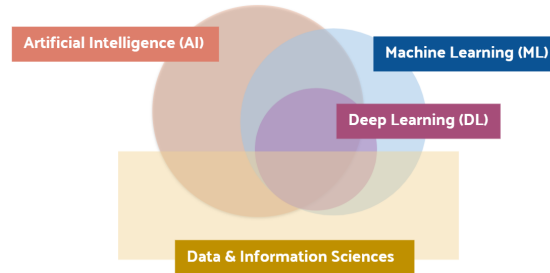 Artificial Intelligence (AI)
Machine Learning (ML)
Deep Learning (DL)
Data & Information Sciences